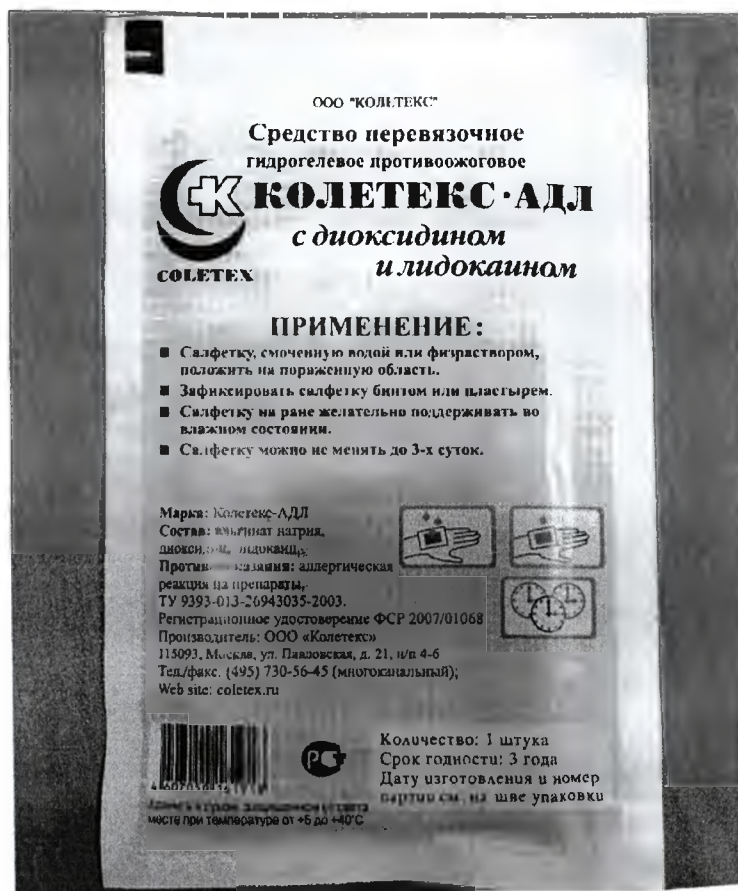 ООО "КОЛЕТЕКС"
Средство перевязочное
гидрогелевое противоожоговое
К КОЛЕТЕКС·АДЛ
с диоксидином
и лидокаином
COLETEX
ПРИМЕНЕНИЕ:
■ Салфетку, смоченную водой или физраствором,
положить на пораженную область.
■ Зафиксировать салфетку бинтом или пластырем.
■ Салфетку на ране желательно поддерживать во
влажном состоянии.
■ Салфетку можно не менять до 3-х суток.
Марка: Колетекс-АДЛ
Состав: альгинат натрия,
лидокаин,
аллергическая
реакция на препараты,
ТУ 9393-013-26943035-2003.
Регистрационное удостоверение ФСР 2007/01068
Производитель: ООО «Колетекс»
115093, Москва, ул. Павловская, д. 21, п/п 4-6
Тел./факс. (495) 730-56-45 (многоканальный);
Web site: coletex.ru
РСТ
Количество: 1 штука
Срок годности: 3 года
Дату изготовления и номер
партии см. на шве упаковки
месте при температуре от +5 до +40°С